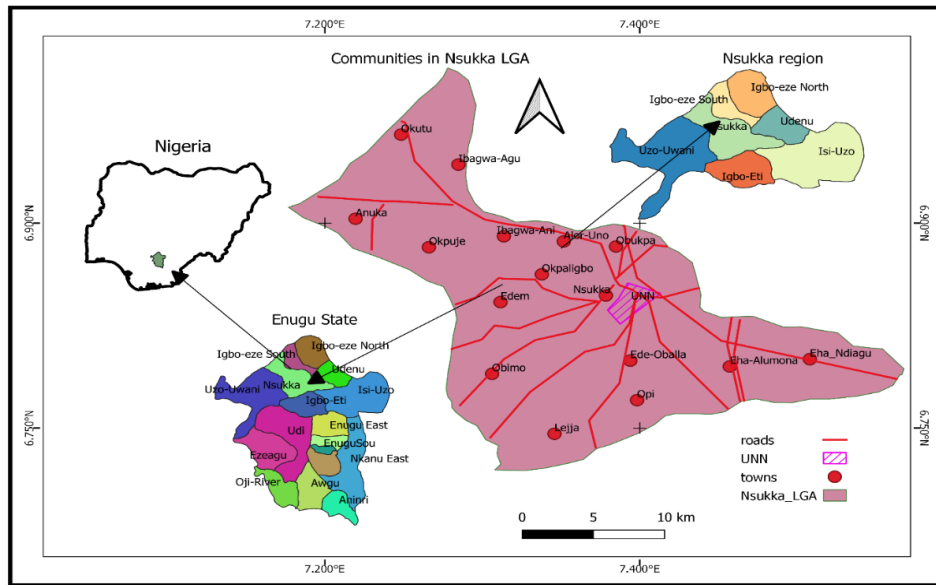 7.200°E
7.400°E
Communities in Nsukka LGA
Nsukka region
Igbo-eze North
Igbo-eze South
Udenu
Nsukka
Uzo-Uwani
Isi-Uzo
Igbo-Eti
Nigeria
6.900°N
6.900°N
Okutu
Ibagwa-Agu
Anuka
Ibagwa-Ani
Alor-Uno
Obukpa
Okpuje
Okpaligbo
Nsukka
UNN
Edem
Obimo
Ede-Oballa
Eha-Alumona
Eha_Ndiagu
Opi
Lejja
Enugu State
Igbo-eze North
Igbo-eze South
Udenu
Nsukka
Uzo-Uwani
Isi-Uzo
Igbo-Eti
Enugu East
Udi
EnuguSou
Ezeagu
Nkanu East
Oji-River
Awgu
Aninri
6.750°N
6.750°N
roads
UNN
towns
Nsukka_LGA
0 5 10 km
7.200°E
7.400°E